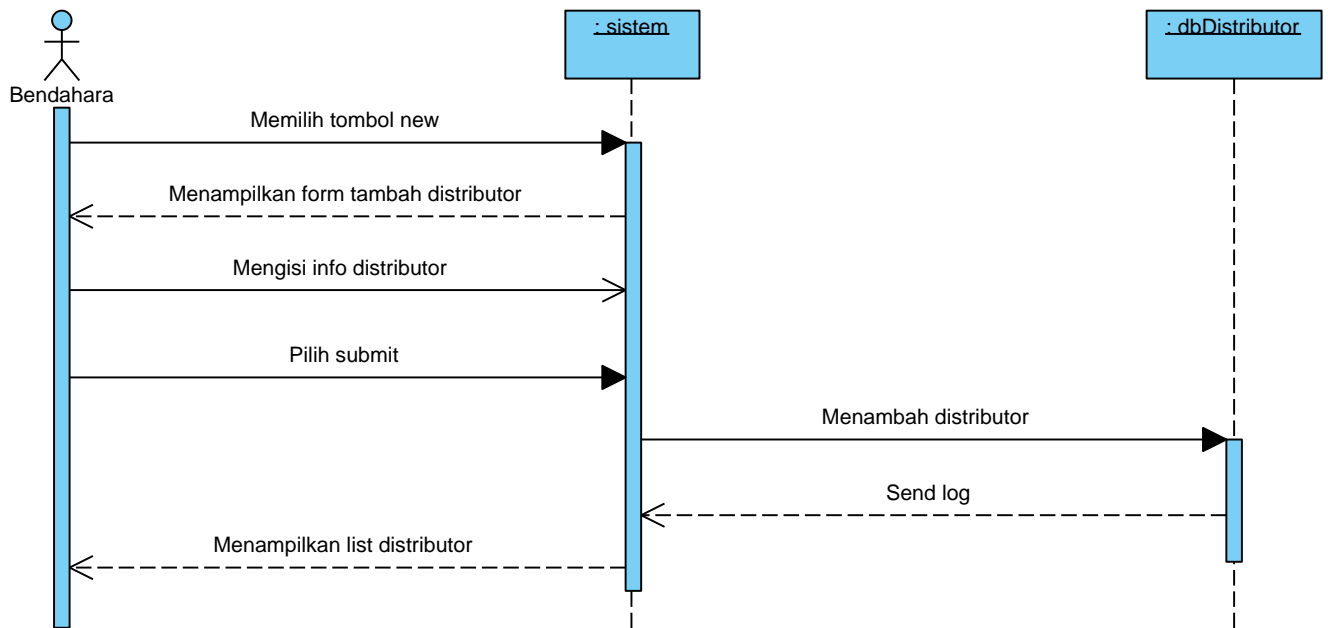 : sistem
: dbDistributor
Bendahara
Memilih tombol new
Menampilkan form tambah distributor
Mengisi info distributor
Pilih submit
Menambah distributor
Send log
Menampilkan list distributor